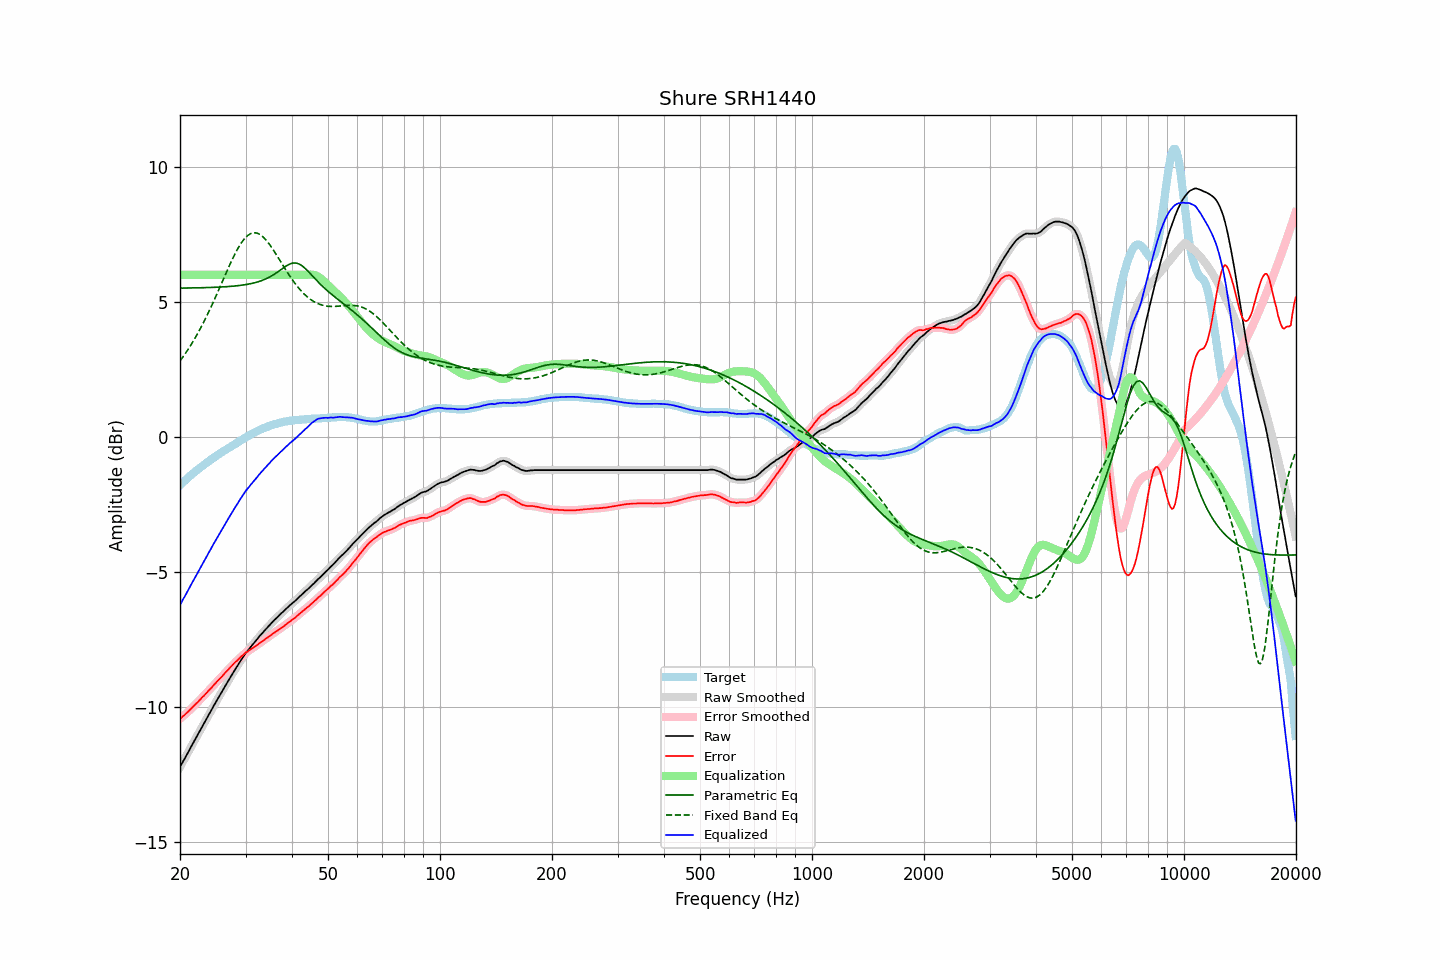 Shure SRH1440
Amplitude (dBr)
10
5
0
−5
−10
−15
Target
Raw Smoothed
Error Smoothed
Raw
Error
Equalization
Parametric Eq
Fixed Band Eq
Equalized
20 50 100 200 500 1000 2000 5000 10000 20000
Frequency (Hz)